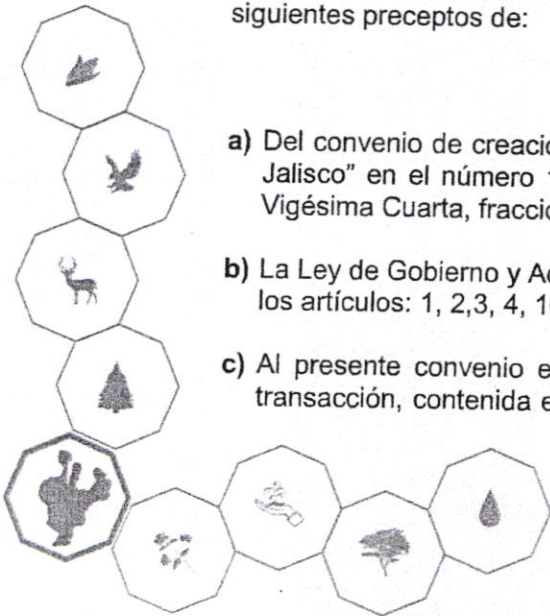 siguientes preceptos de:
a) Del convenio de creació
Jalisco" en el número 1
Vigésima Cuarta, fracció
b) La Ley de Gobierno y Ad
los artículos: 1, 2,3, 4, 1
c) Al presente convenio e
transacción, contenida e